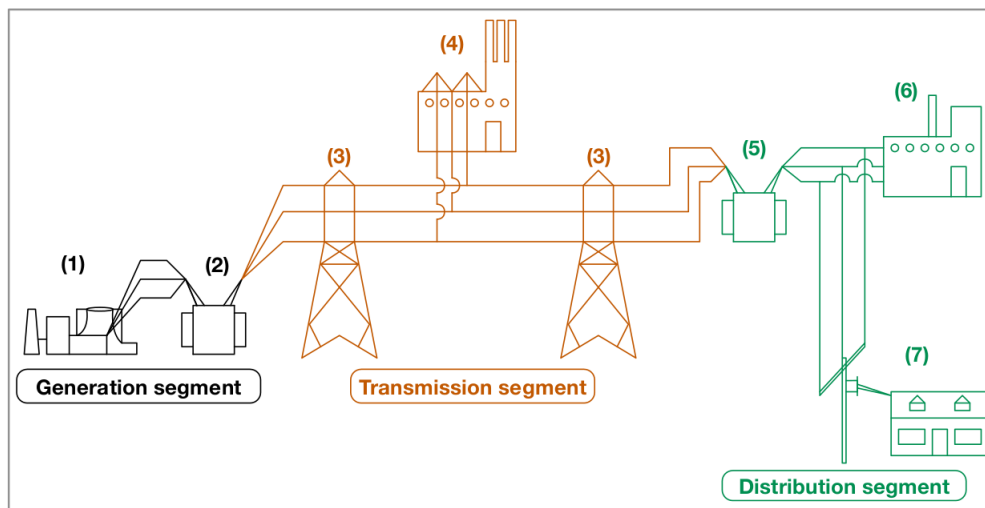 (4)
(6)
(3)
(3)
(5)
(1)
(2)
(7)
Generation segment
Transmission segment
Distribution segment